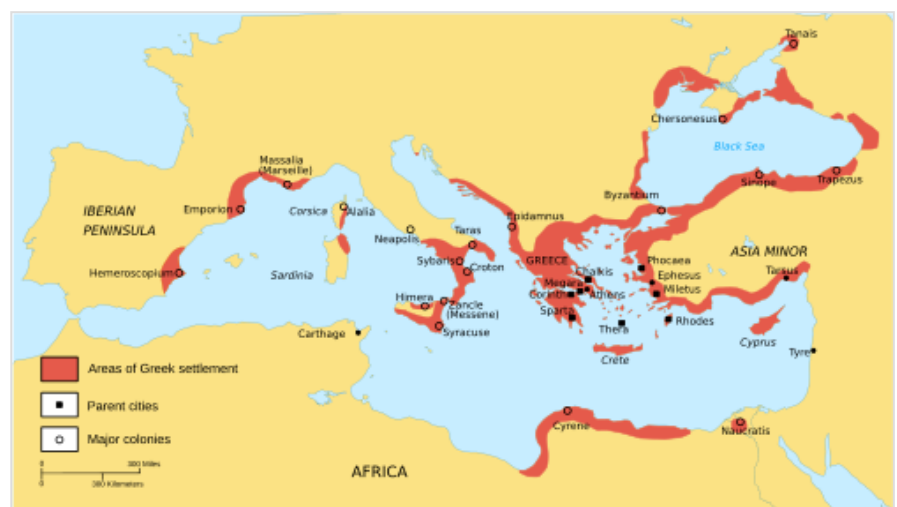 Tanais
Chersonesus
Black Sea
Massalia
(Marseille)
Byzantium
Sinope
Trapezus
IBERIAN
PENINSULA
Emporion
Corsica
Alalia
Neapolis
Taras
Epidamnus
ASIA MINOR
Hemeroscopium
Sardinia
Sybaris
Croton
GREECE
Phocaea
Chalkis
Ephesus
Tarsus
Megara
Miletus
Himera
Zancle
(Messene)
Corinth
Athens
Sparta
Syracuse
Carthage
Thera
Rhodes
Cyprus
Crete
Tyre
Areas of Greek settlement
Parent cities
Major colonies
Cyrene
Naucratis
0 300 Miles
0 300 Kilometers
AFRICA